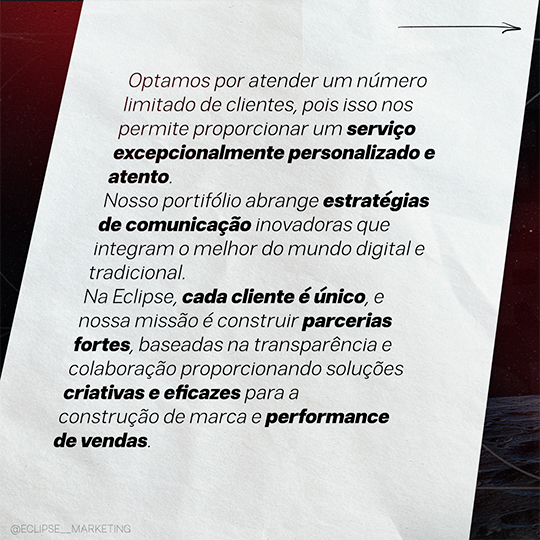 Optamos por atender um número
limitado de clientes, pois isso nos
permite proporcionar um serviço
excepcionalmente personalizado e
atento.
Nosso portifólio abrange estratégias
de comunicação inovadoras que
integram o melhor do mundo digital e
tradicional.
Na Eclipse, cada cliente é único, e
nossa missão é construir parcerias
fortes, baseadas na transparência e
colaboração proporcionando soluções
criativas e eficazes para a
construção de marca e performance
de vendas.
@ECLIPSE__MARKETING